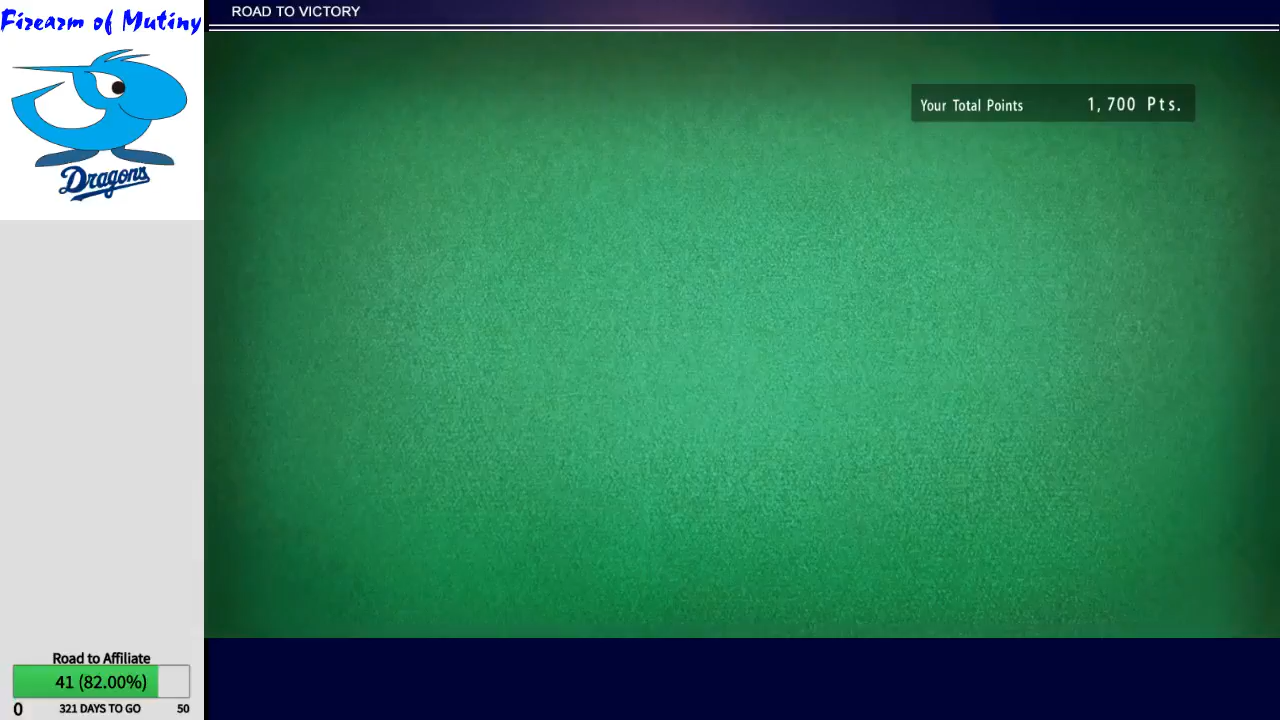 Firearm of Mutiny
Dragons
ROAD TO VICTORY
Your Total Points 1,700 Pts.
Road to Affiliate
41 (82.00%)
0 321 DAYS TO GO 50